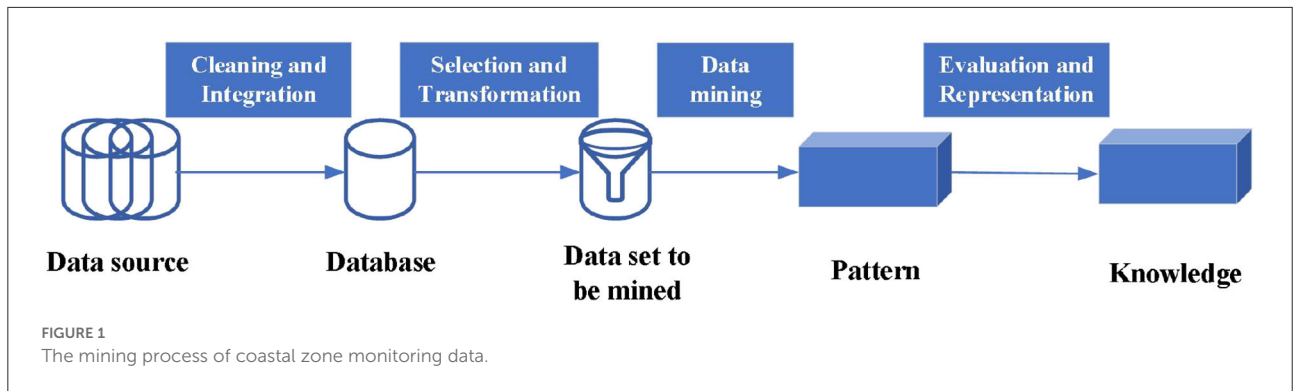 Cleaning and
Integration
Selection and
Transformation
Data
mining
Evaluation and
Representation
Data source
Database
Data set to
be mined
Pattern
Knowledge
FIGURE 1
The mining process of coastal zone monitoring data.